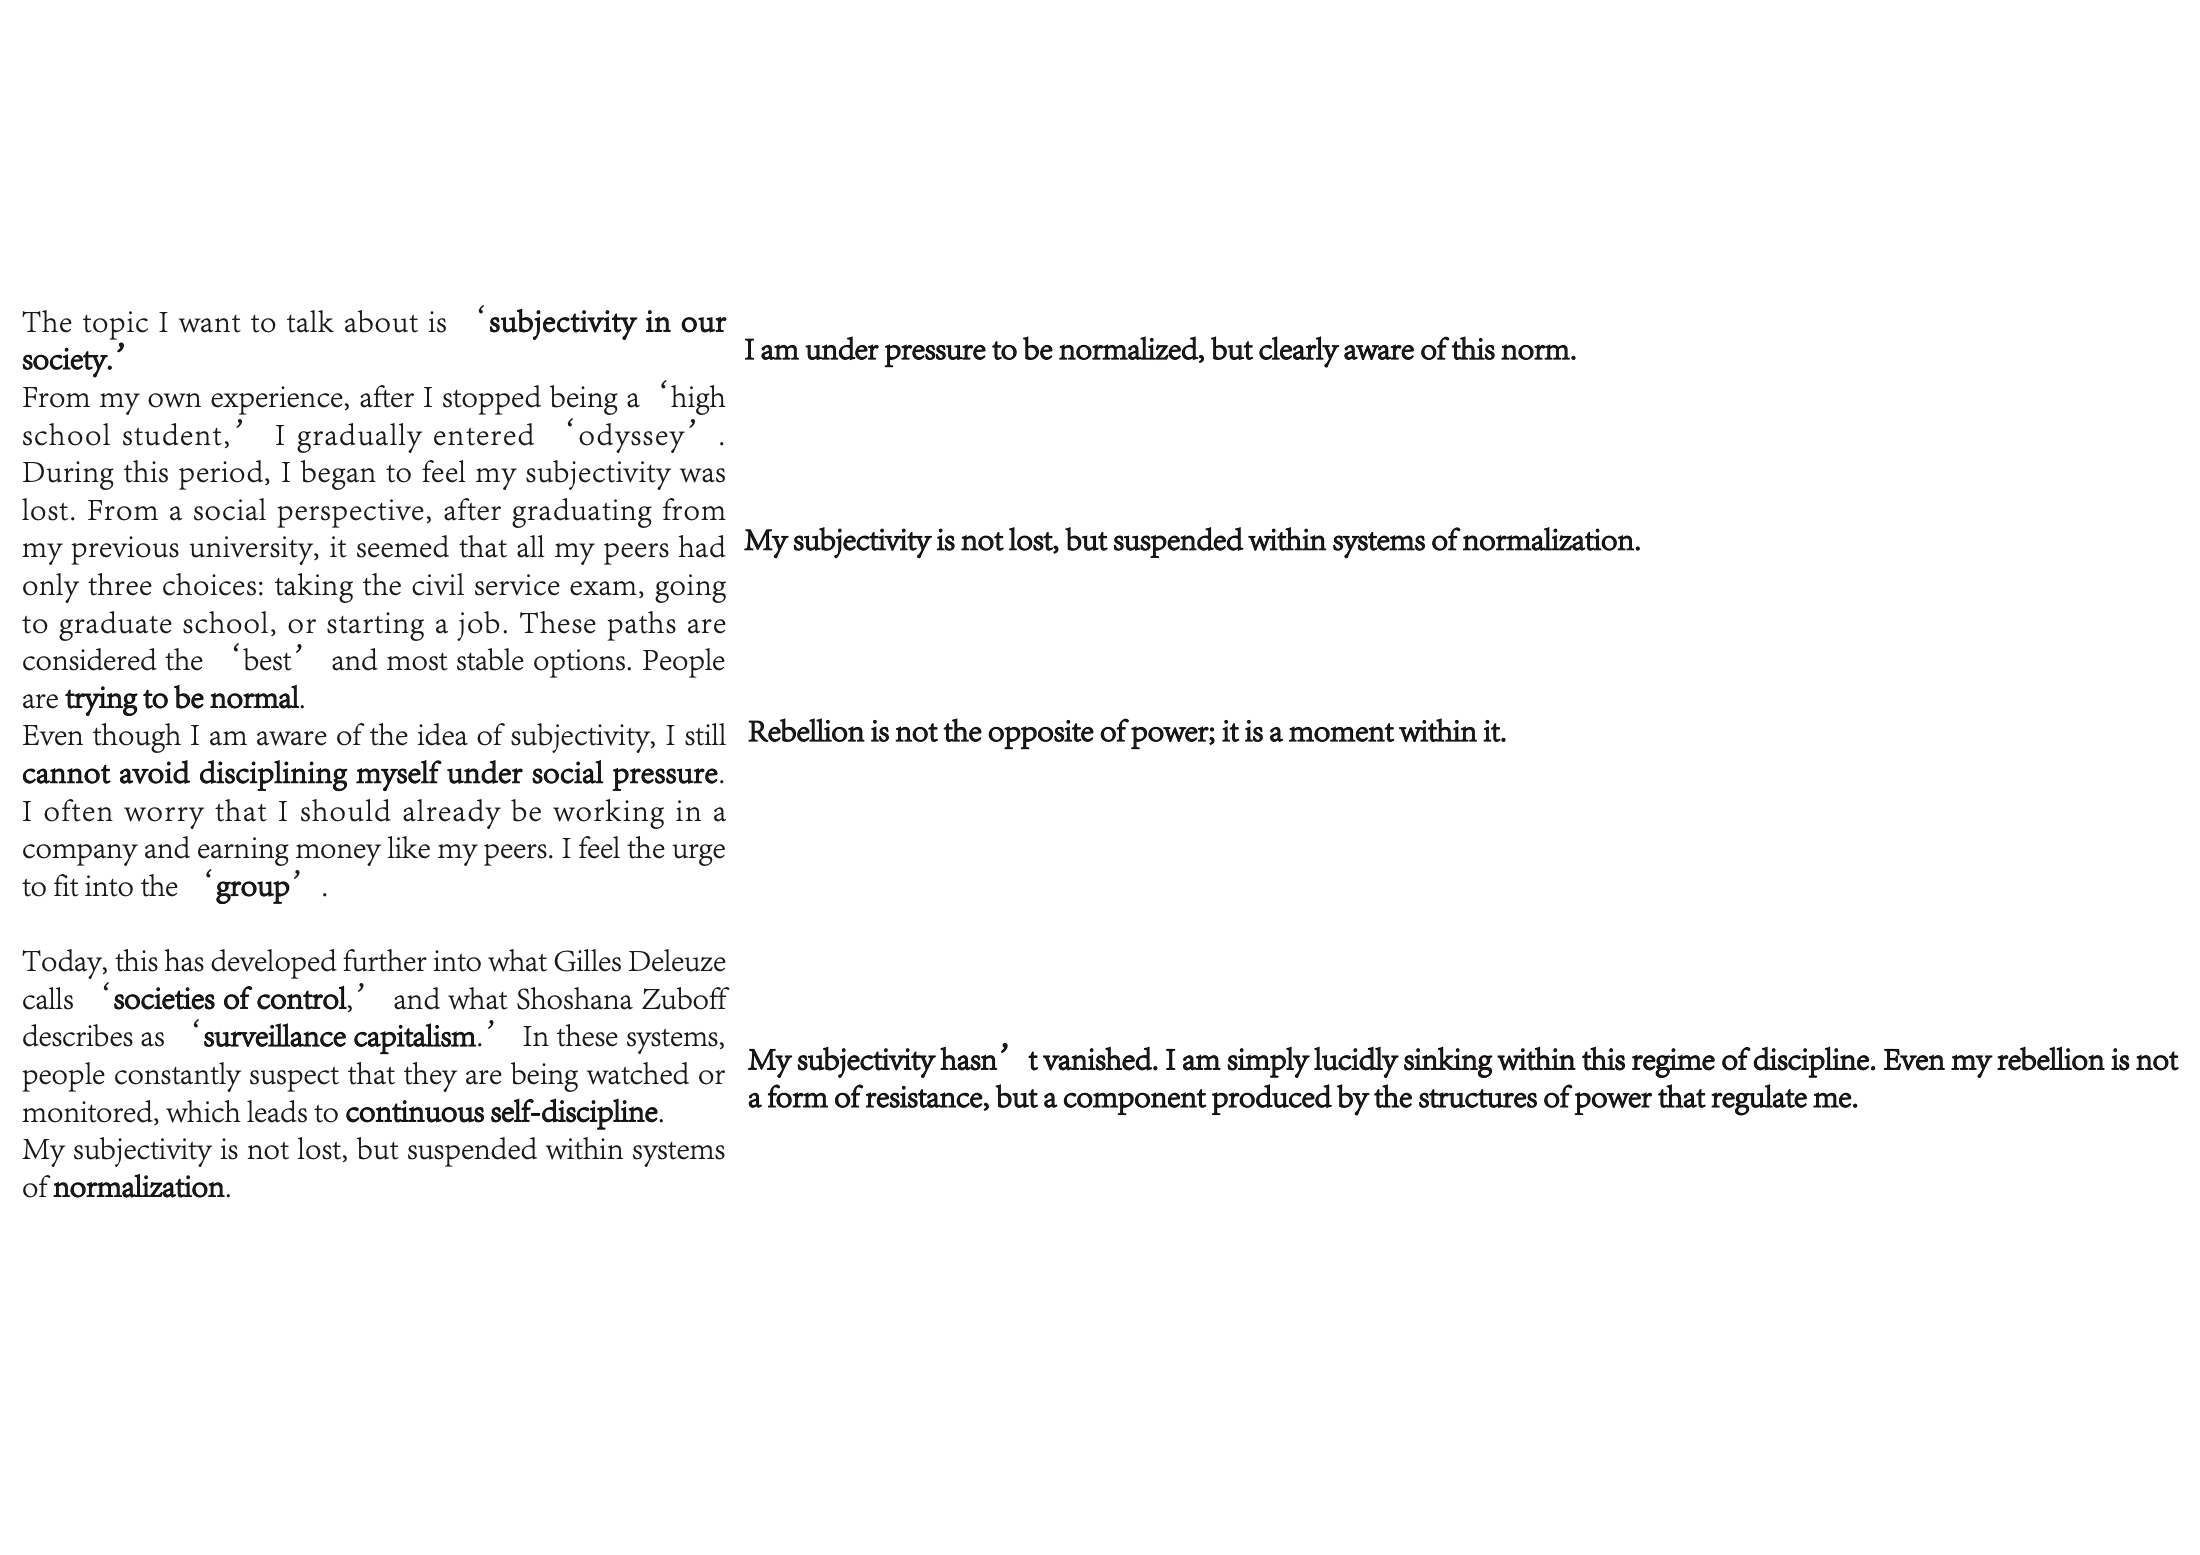 The topic I want to talk about is ‘subjectivity in our
society.’
From my own experience, after I stopped being a ‘high
school student,’ I gradually entered ‘odyssey’ .
During this period, I began to feel my subjectivity was
lost. From a social perspective, after graduating from
my previous university, it seemed that all my peers had
only three choices: taking the civil service exam, going
to graduate school, or starting a job. These paths are
considered the ‘best’ and most stable options. People
are trying to be normal.
Even though I am aware of the idea of subjectivity, I still
cannot avoid disciplining myself under social pressure.
I often worry that I should already be working in a
company and earning money like my peers. I feel the urge
to fit into the ‘group’ .
Today, this has developed further into what Gilles Deleuze
calls ‘societies of control,’ and what Shoshana Zuboff
describes as ‘surveillance capitalism.’ In these systems,
people constantly suspect that they are being watched or
monitored, which leads to continuous self-discipline.
My subjectivity is not lost, but suspended within systems
of normalization.
I am under pressure to be normalized, but clearly aware of this norm.
My subjectivity is not lost, but suspended within systems of normalization.
Rebellion is not the opposite of power; it is a moment within it.
My subjectivity hasn’t vanished. I am simply lucidly sinking within this regime of discipline. Even my rebellion is not
a form of resistance, but a component produced by the structures of power that regulate me.